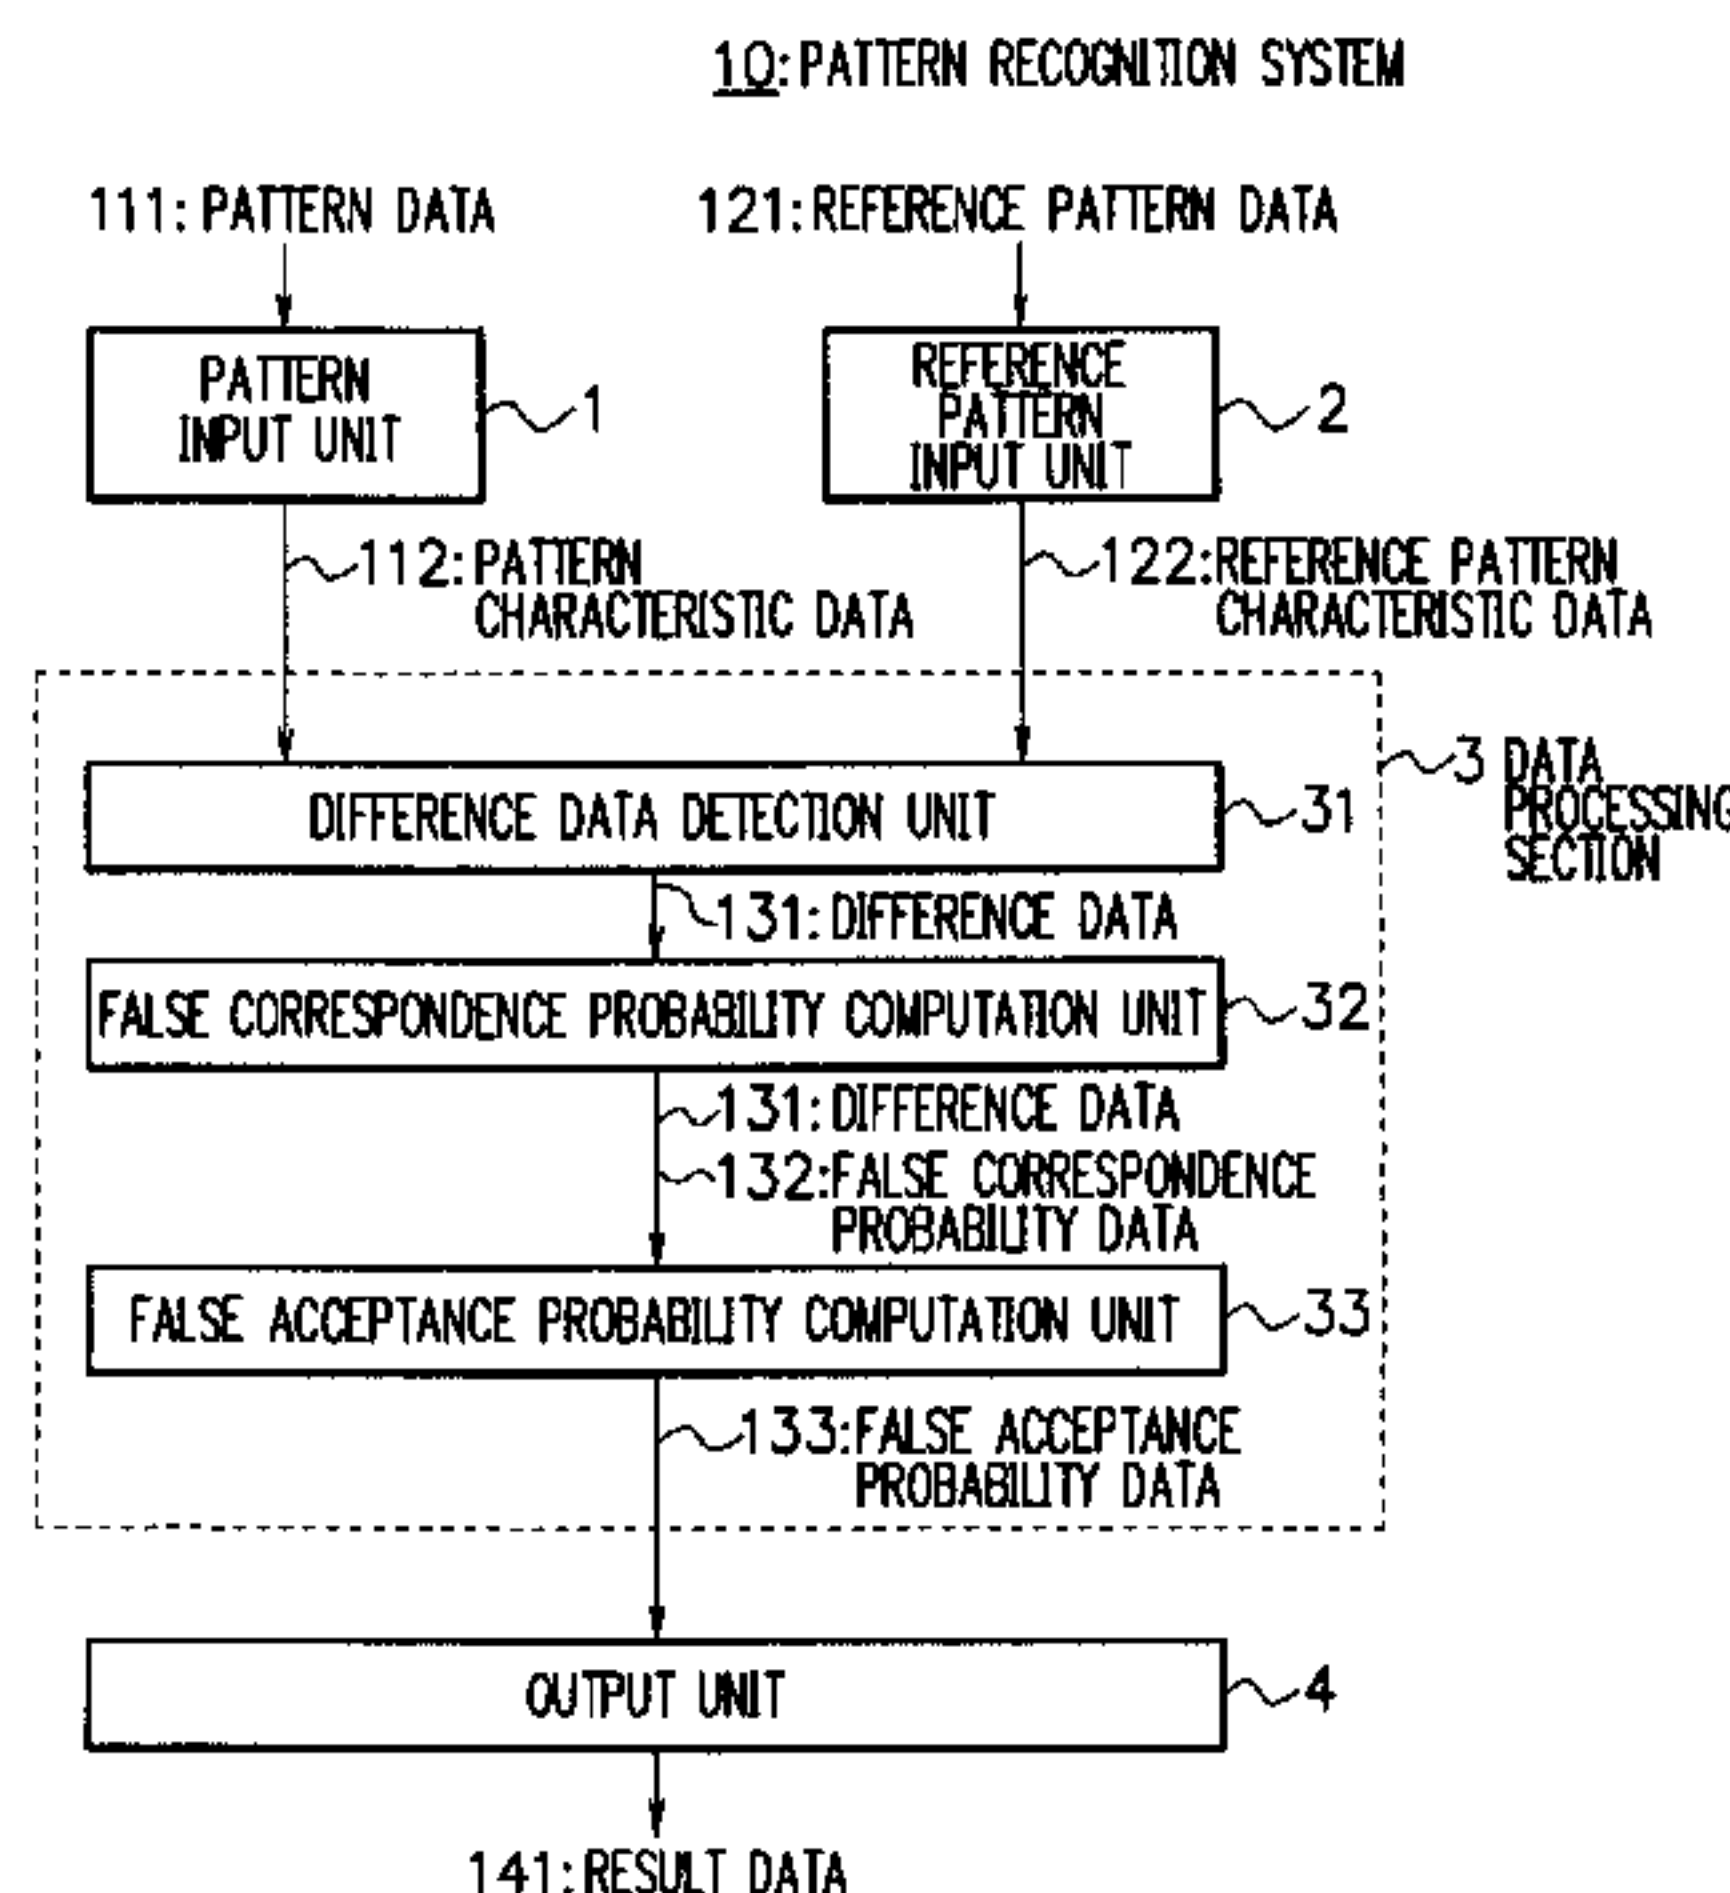 10: PATTERN RECOGNITION SYSTEM
111: PATTERN DATA
121: REFERENCE PATTERN DATA
PATTERN
INPUT UNIT
1
REFERENCE
PATTERN
INPUT UNIT
2
112: PATTERN
CHARACTERISTIC DATA
122: REFERENCE PATTERN
CHARACTERISTIC DATA
3 DATA
PROCESSING
SECTION
DIFFERENCE DATA DETECTION UNIT
31
131: DIFFERENCE DATA
FALSE CORRESPONDENCE PROBABILITY COMPUTATION UNIT
32
131: DIFFERENCE DATA
132: FALSE CORRESPONDENCE
PROBABILITY DATA
FALSE ACCEPTANCE PROBABILITY COMPUTATION UNIT
33
133: FALSE ACCEPTANCE
PROBABILITY DATA
OUTPUT UNIT
4
141: RESULT DATA